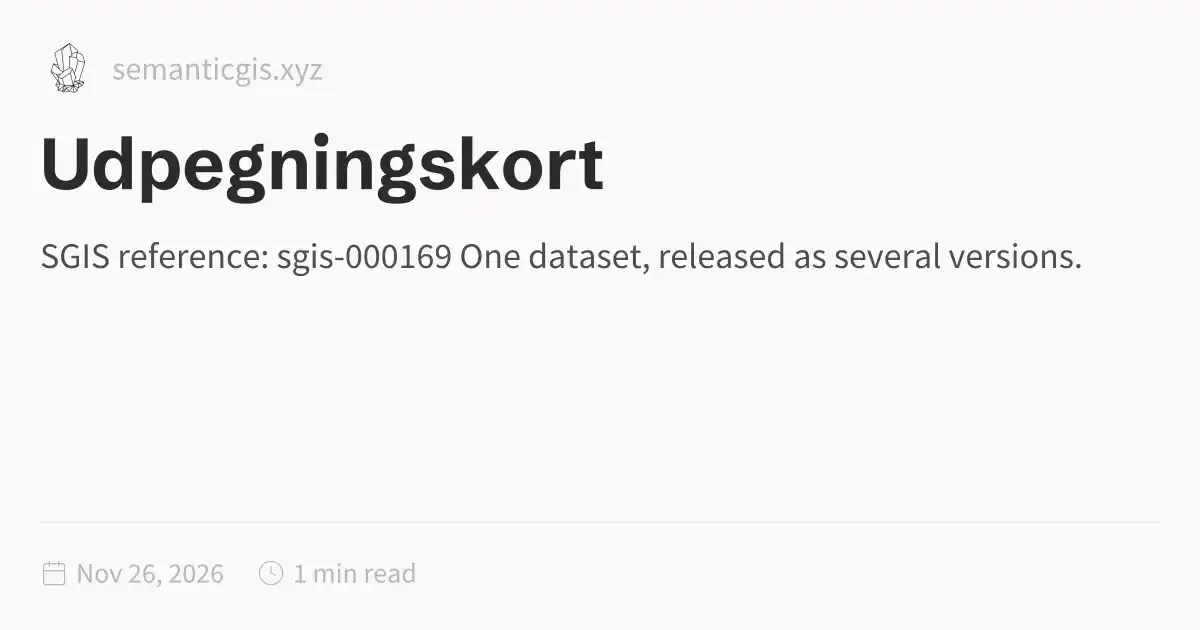 semanticgis.xyz
Udpegningskort
SGIS reference: sgis-000169 One dataset, released as several versions.
Nov 26, 2026 1 min read